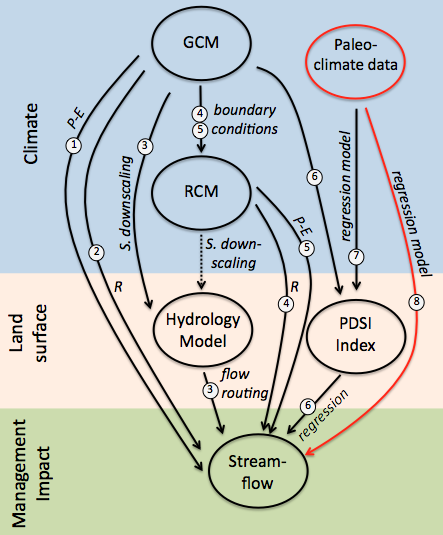 GCM
Paleo-
climate data
P-E
1
3
4
boundary
5
conditions
Climate
S. downscaling
RCM
6
regression model
regression model
7
P-E
5
2
S. down-
scaling
R
R
4
8
Land
surface
Hydrology
Model
PDSI
Index
3
flow
routing
6
regression
Management
Impact
Stream-
flow